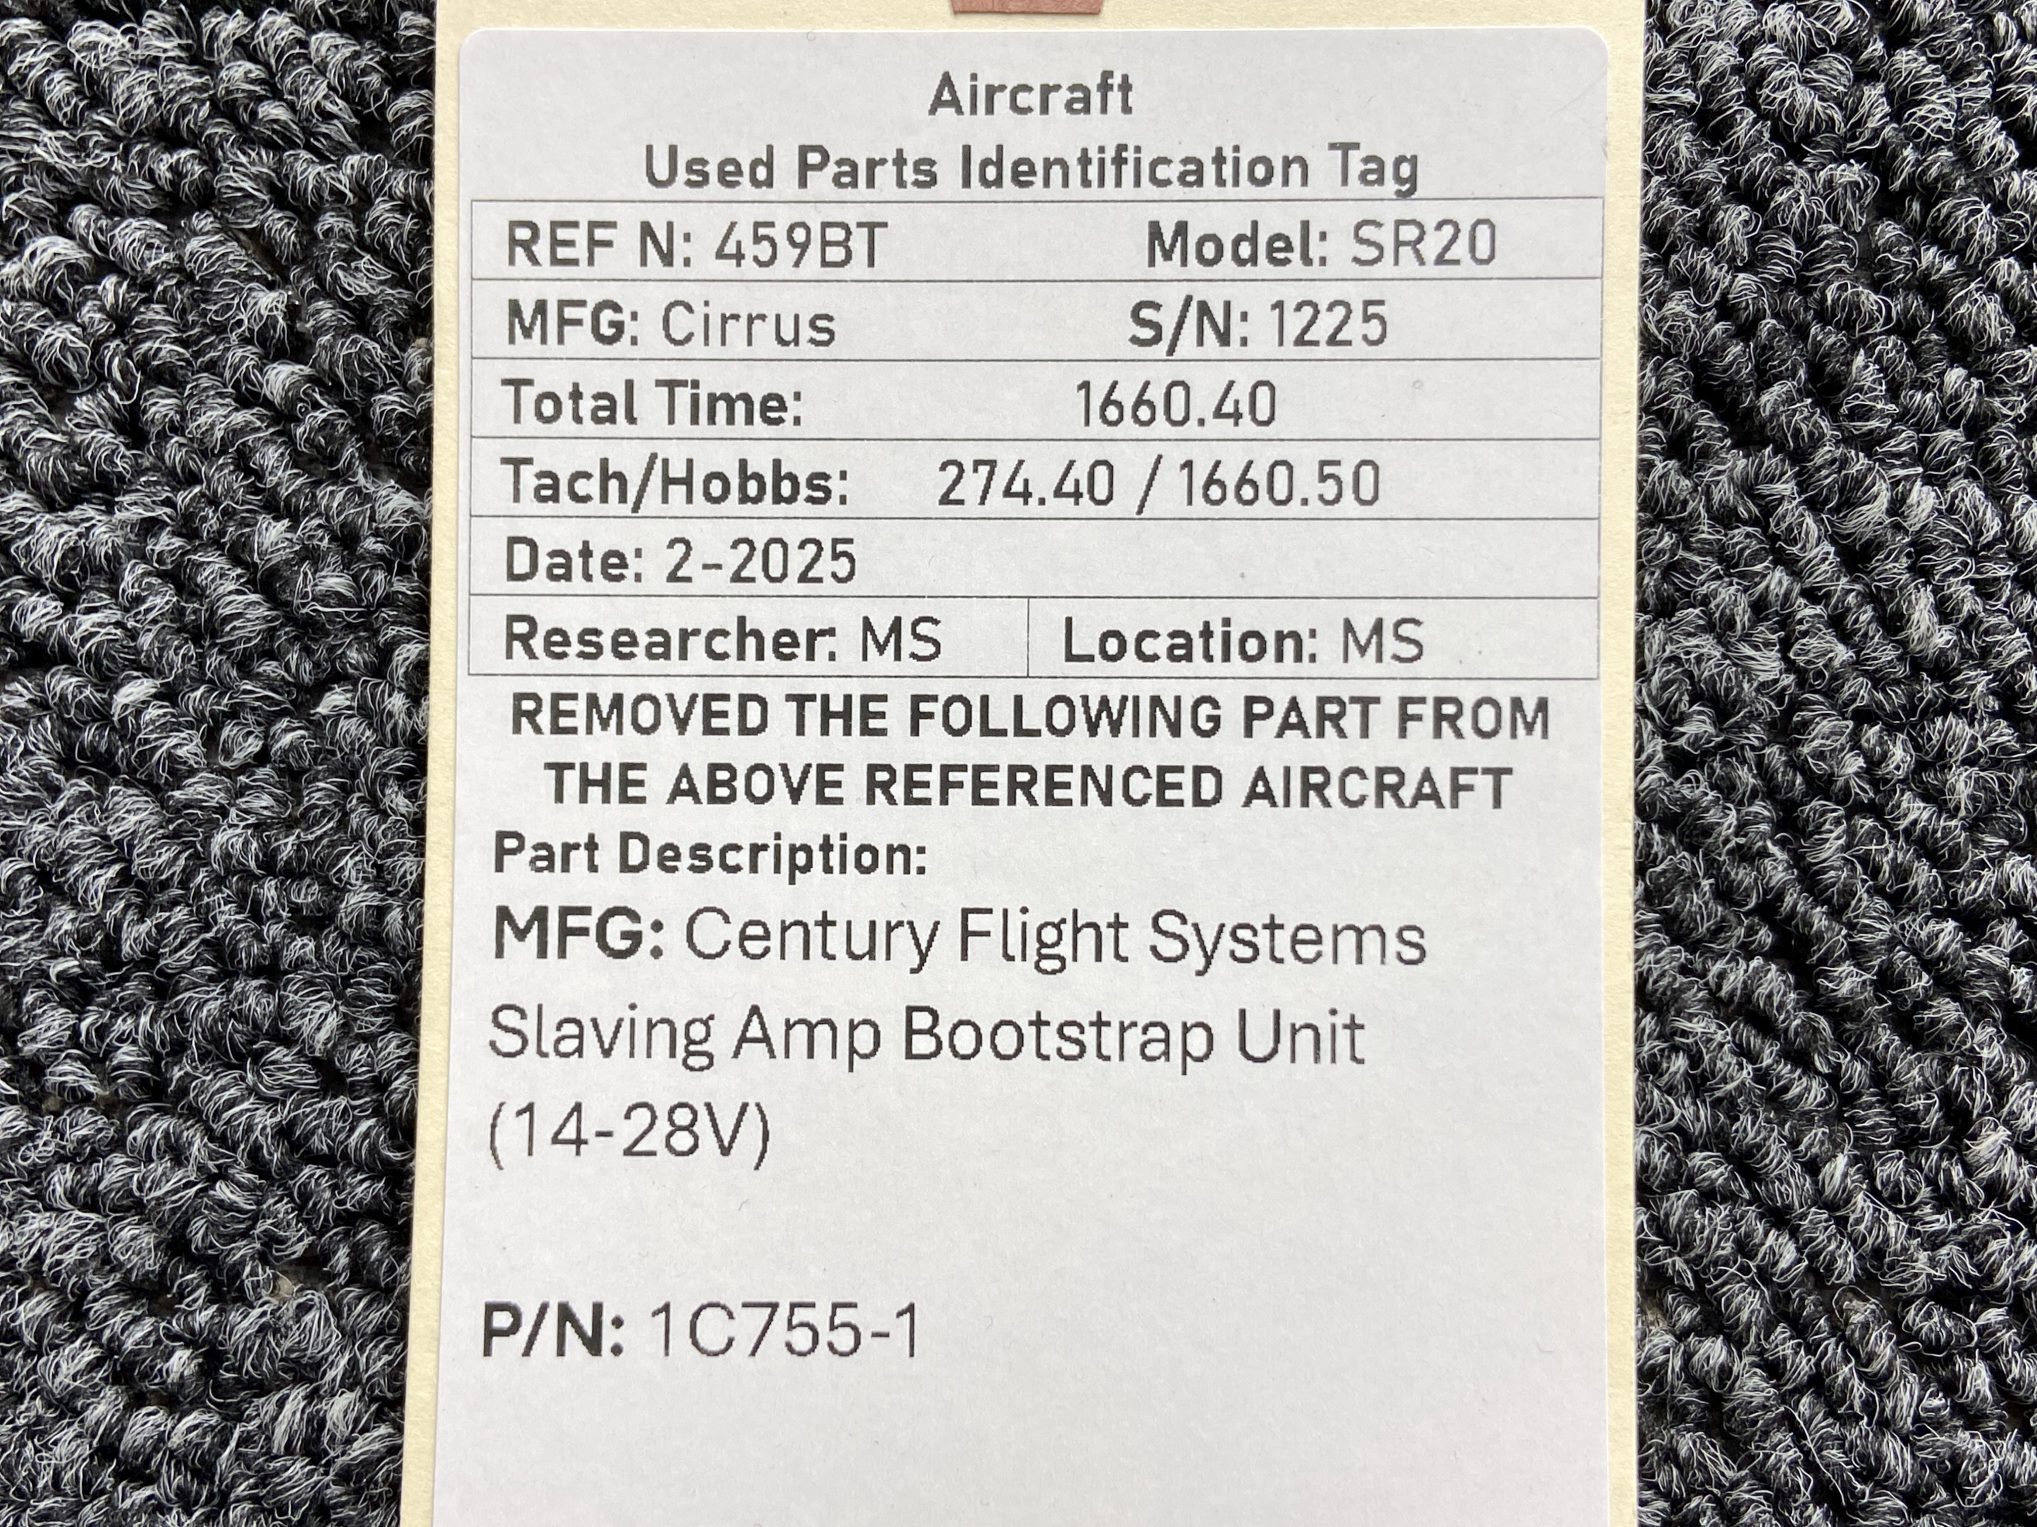 Aircraft
Used Parts Identification Tag
REF N: 459BT Model: SR20
MFG: Cirrus S/N: 1225
Total Time: 1660.40
Tach/Hobbs: 274.40 / 1660.50
Date: 2-2025
Researcher: MS Location: MS
REMOVED THE FOLLOWING PART FROM
THE ABOVE REFERENCED AIRCRAFT
Part Description:
MFG: Century Flight Systems
Slaving Amp Bootstrap Unit
(14-28V)
P/N: 1C755-1